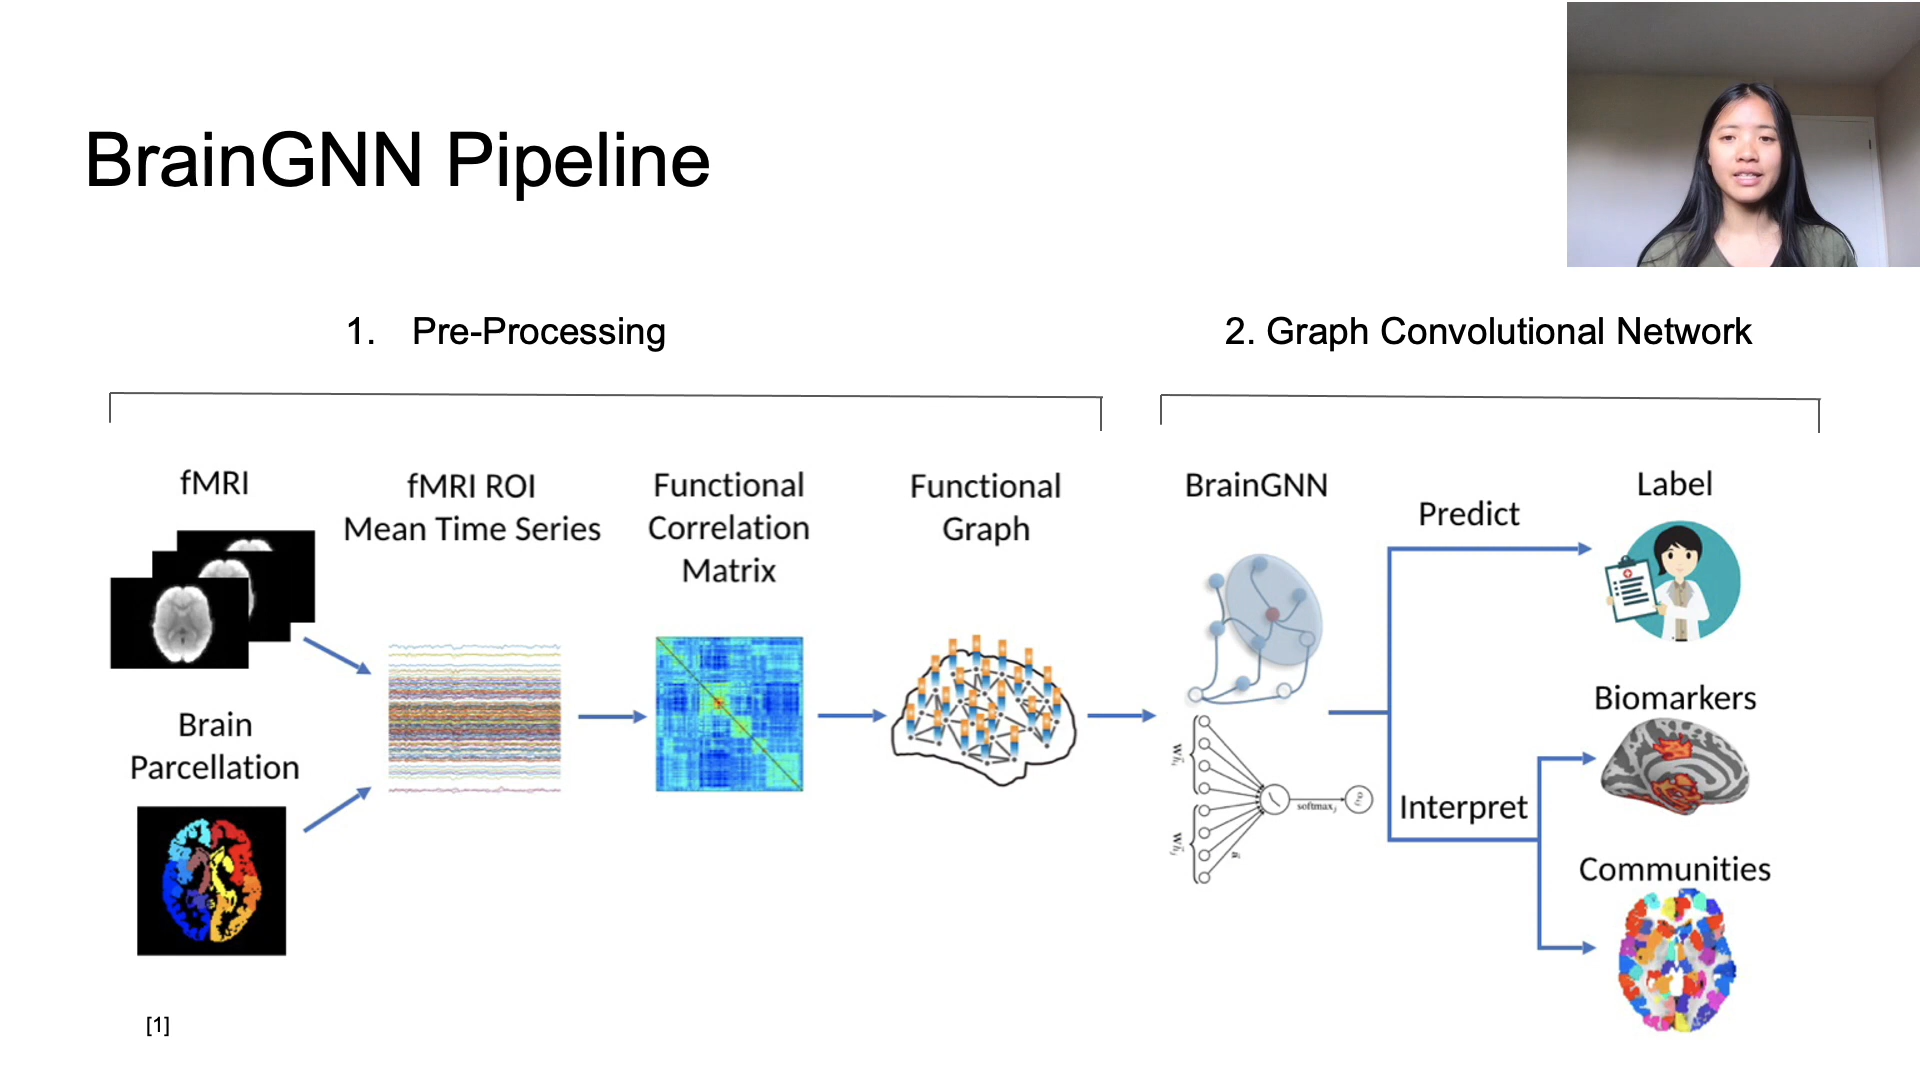 BrainGNN Pipeline
1. Pre-Processing
2. Graph Convolutional Network
fMRI
fMRI ROI
Mean Time Series
Functional
Correlation
Matrix
Functional
Graph
BrainGNN
Predict
Label
Brain
Parcellation
Biomarkers
Interpret
softmax
Communities
[1]